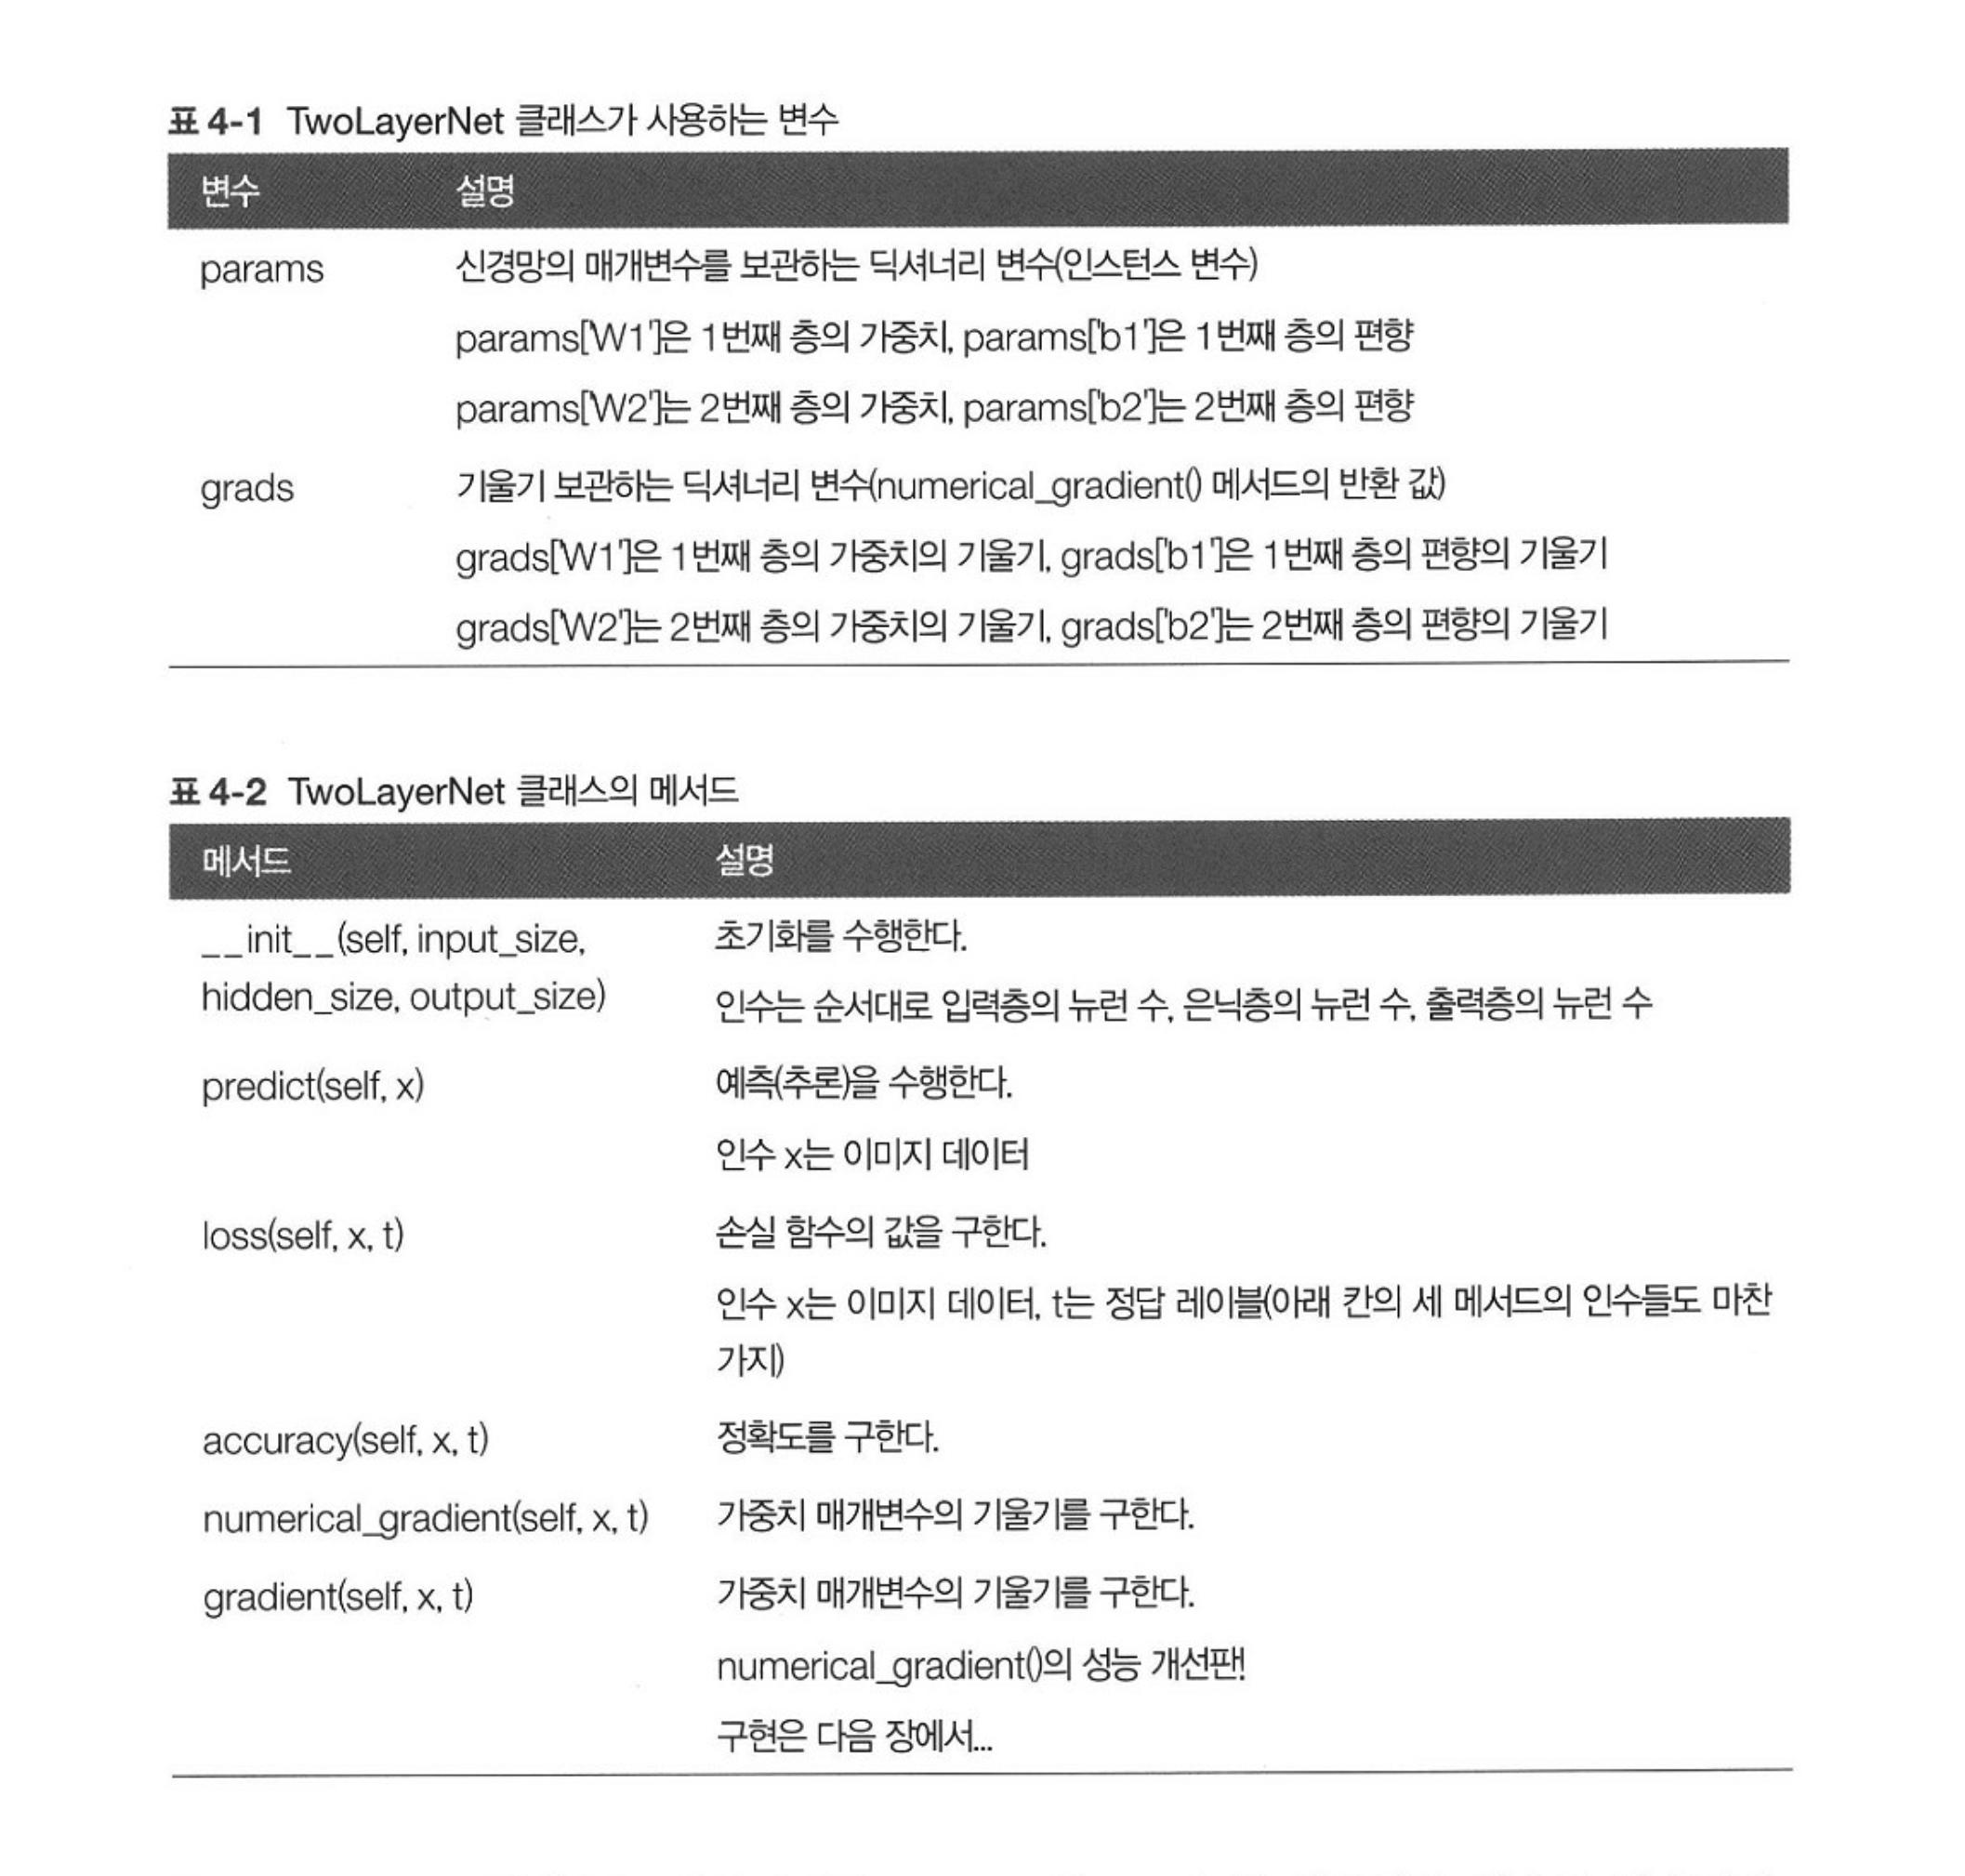 표 4-1 TwoLayerNet 클래스가 사용하는 변수
변수 설명
params 신경망의 매개변수를 보관하는 딕셔너리 변수(인스턴스 변수)
params['W1']은 1번째 층의 가중치, params['b1']은 1번째 층의 편향
params['W2']는 2번째 층의 가중치, params['b2']는 2번째 층의 편향
grads 기울기 보관하는 딕셔너리 변수(numerical_gradient() 메서드의 반환 값)
grads['W1']은 1번째 층의 가중치의 기울기, grads['b1']은 1번째 층의 편향의 기울기
grads['W2']는 2번째 층의 가중치의 기울기, grads['b2']는 2번째 층의 편향의 기울기
표 4-2 TwoLayerNet 클래스의 메서드
메서드 설명
__init__(self, input_size, 초기화를 수행한다.
hidden_size, output_size) 인수는 순서대로 입력층의 뉴런 수, 은닉층의 뉴런 수, 출력층의 뉴런 수
predict(self, x) 예측(추론)을 수행한다.
인수 x는 이미지 데이터
loss(self, x, t) 손실 함수의 값을 구한다.
인수 x는 이미지 데이터, t는 정답 레이블(아래 칸의 세 메서드의 인수들도 마찬
가지)
accuracy(self, x, t) 정확도를 구한다.
numerical_gradient(self, x, t) 가중치 매개변수의 기울기를 구한다.
gradient(self, x, t) 가중치 매개변수의 기울기를 구한다.
numerical_gradient()의 성능 개선판!
구현은 다음 장에서...